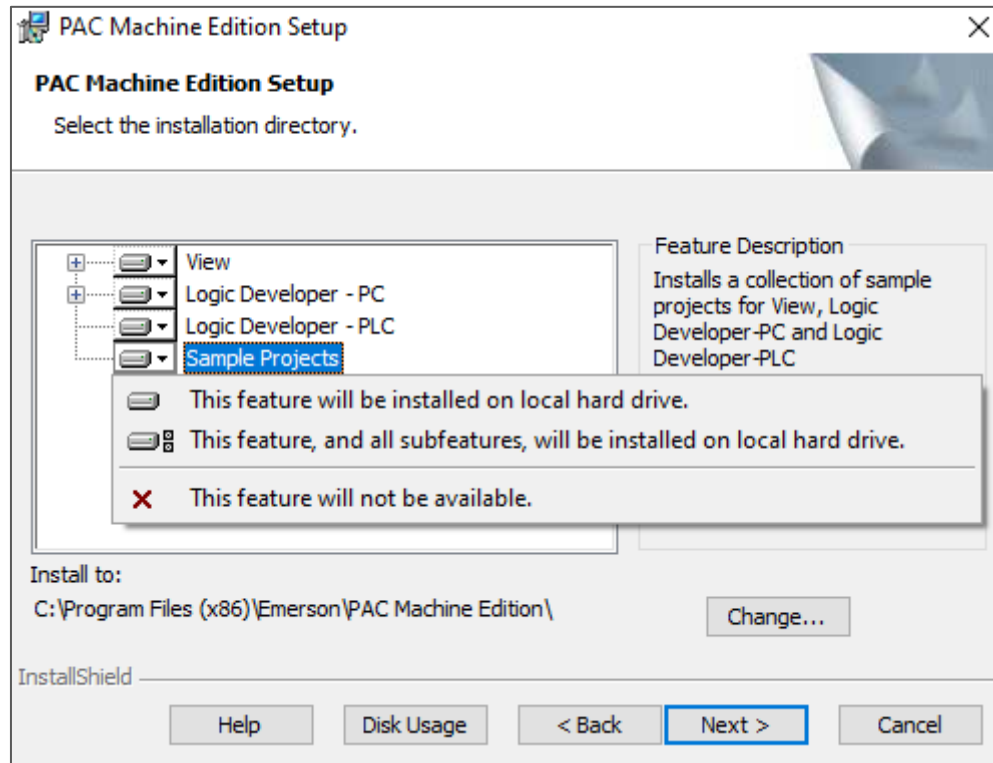 PAC Machine Edition Setup
PAC Machine Edition Setup
Select the installation directory.
View
Logic Developer - PC
Logic Developer - PLC
Sample Projects
This feature will be installed on local hard drive.
This feature, and all subfeatures, will be installed on local hard drive.
This feature will not be available.
Feature Description
Installs a collection of sample
projects for View, Logic
Developer-PC and Logic
Developer-PLC
Install to:
C:\Program Files (x86)\Emerson\PAC Machine Edition\
Change...
InstallShield
Help
Disk Usage
< Back
Next >
Cancel